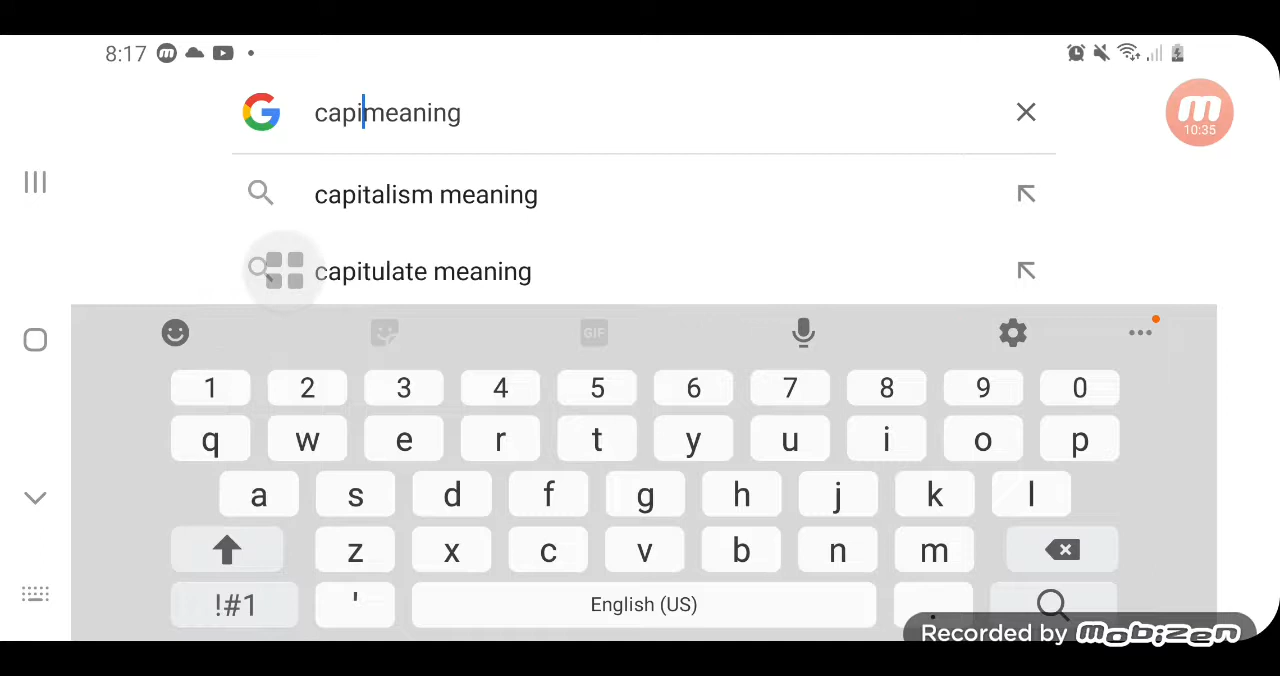 8:17
capimeaning
10:35
capitalism meaning
capitulate meaning
GIF
1 2 3 4 5 6 7 8 9 0
q w e r t y u i o p
a s d f g h j k l
z x c v b n m
!#1 ' English (US) .
Recorded by mobizen